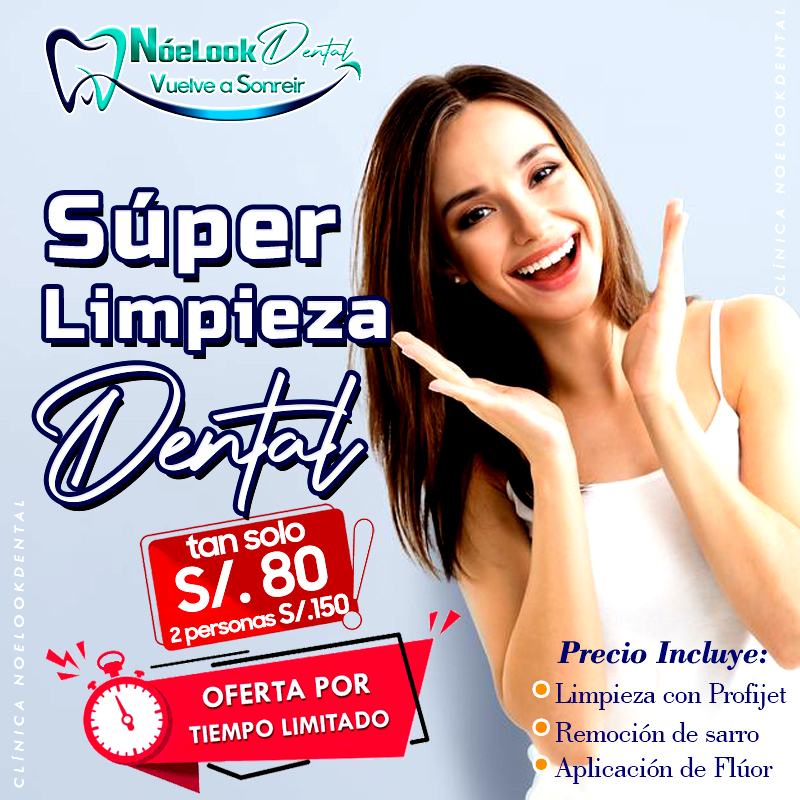 NóeLook Dental
Vuelve a Sonreir
CLÍNICA NOELOOKDENTAL
Súper
Limpieza
Dental
tan solo
S/. 80
2 personas S/.150
!
OFERTA POR
TIEMPO LIMITADO
Precio Incluye:
Limpieza con Profijet
Remoción de sarro
Aplicación de Flúor
CLÍNICA NOELOOKDENTAL